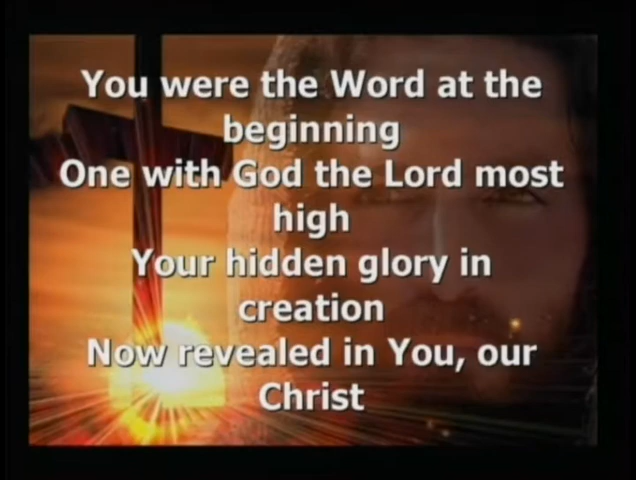 You were the Word at the
beginning
One with God the Lord most
high
Your hidden glory in
creation
Now revealed in You, our
Christ